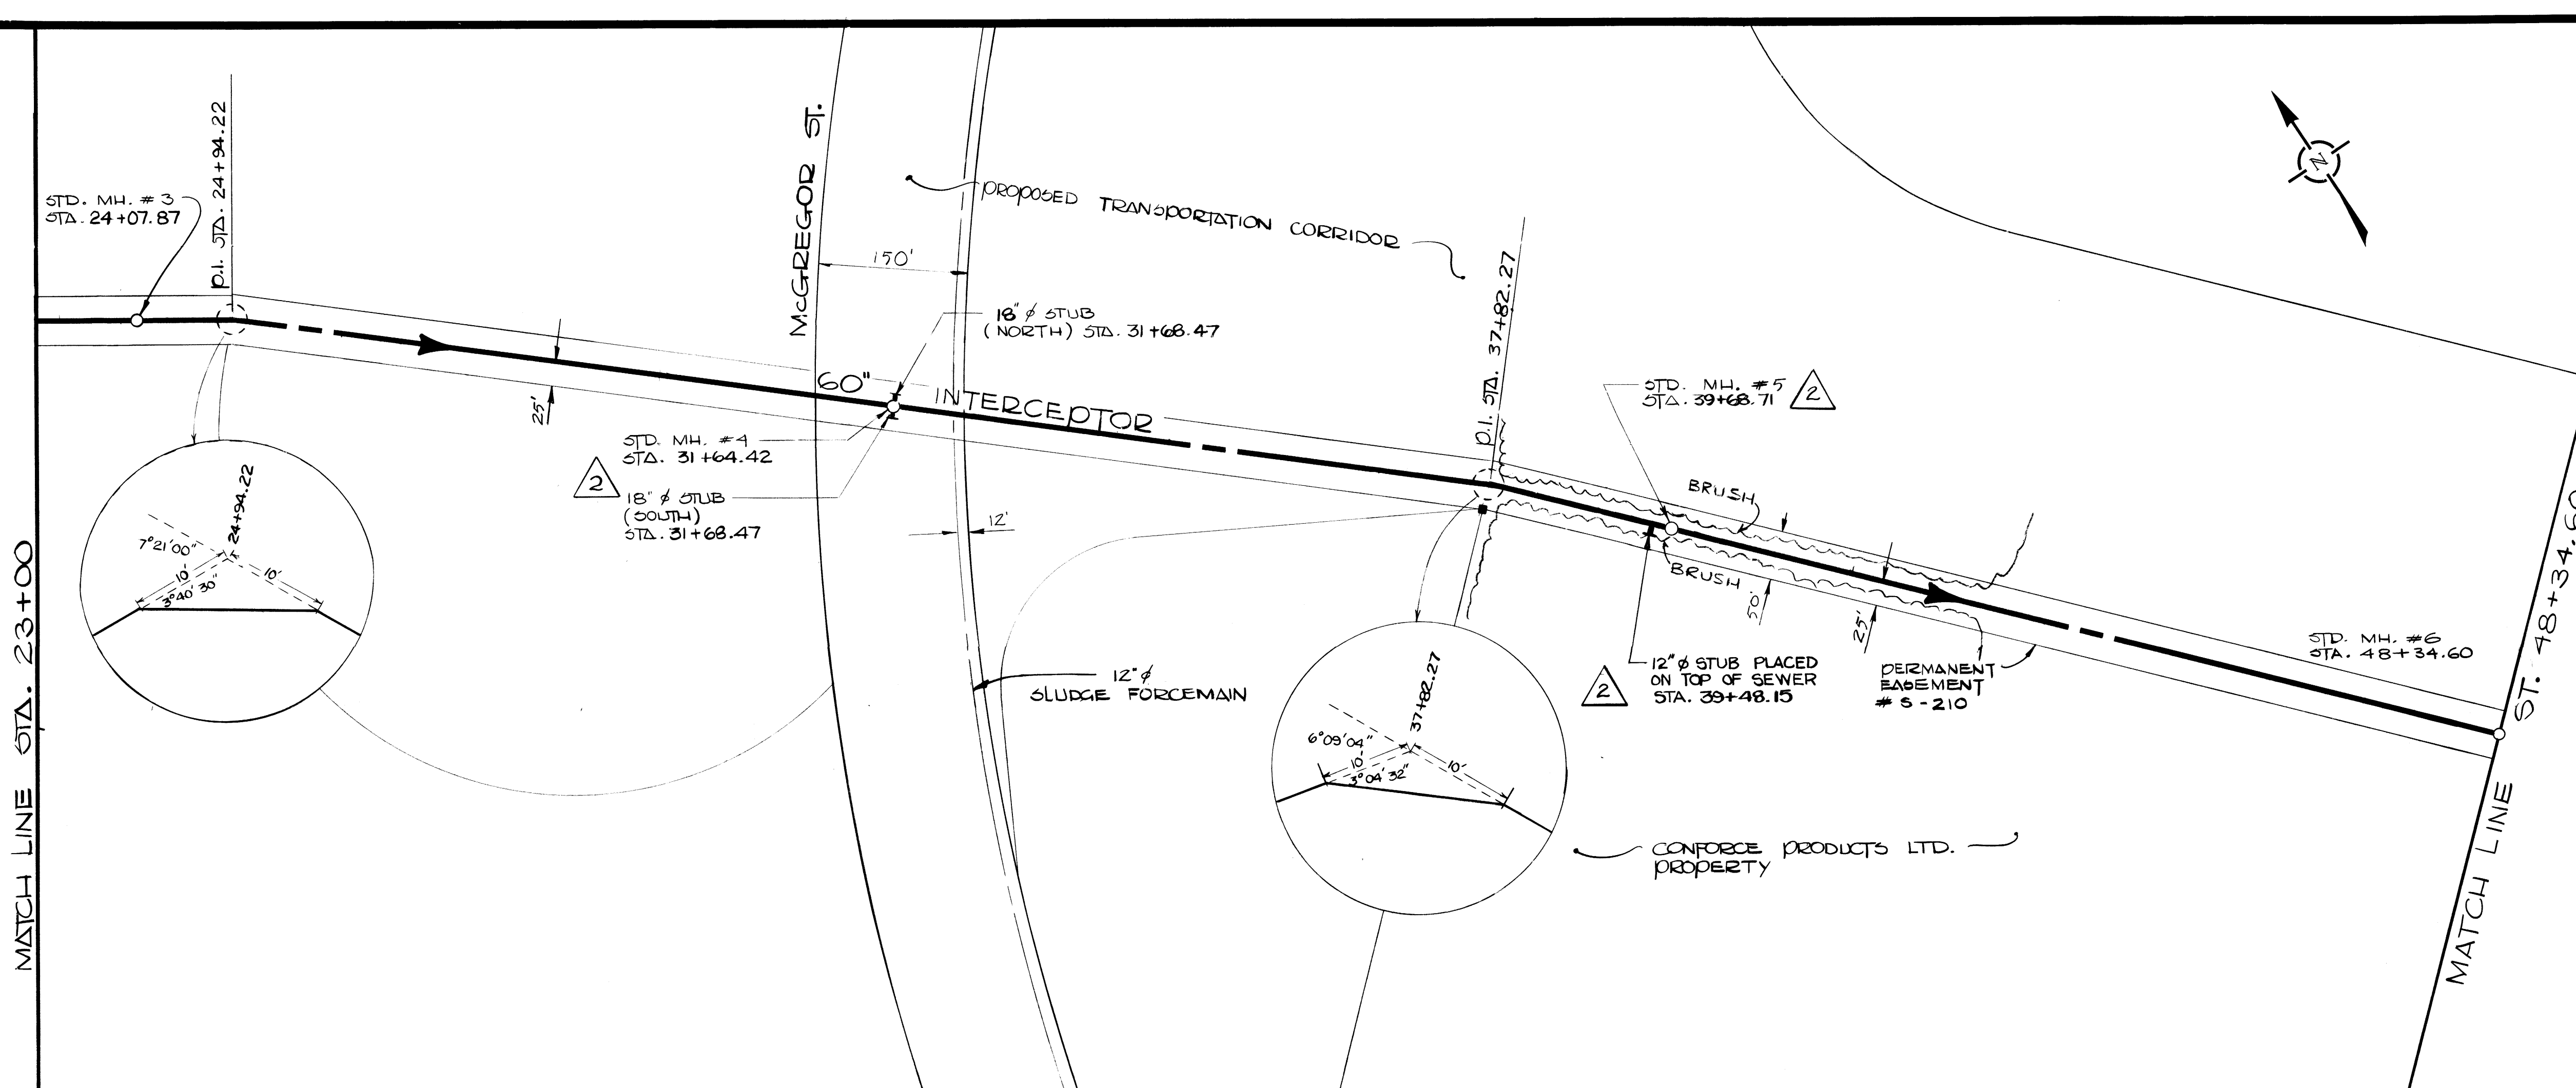 STD. MH. #3
STA. 24+07.87
P.I. STA. 24+94.22
McGREGOR ST.
150'
PROPOSED TRANSPORTATION CORRIDOR
N
18" ⌀ STUB
(NORTH) STA. 31+68.47
60" INTERCEPTOR
25'
STD. MH. #4
STA. 31+64.42
2
18" ⌀ STUB
(SOUTH)
STA. 31+68.47
12'
P.I. STA. 37+82.27
STD. MH. #5
STA. 39+68.71
2
BRUSH
BRUSH
50'
25'
12" ⌀ STUB PLACED
ON TOP OF SEWER
STA. 39+48.15
2
PERMANENT
EASEMENT
# S-210
STD. MH. #6
STA. 48+34.60
24+94.22
7°21'00"
10'
10'
3°40'30"
12" ⌀
SLUDGE FORCEMAIN
37+82.27
6°09'04"
10'
10'
3°04'32"
CONFORCE PRODUCTS LTD.
PROPERTY
MATCH LINE STA. 23+00
MATCH LINE ST. 48+34.60